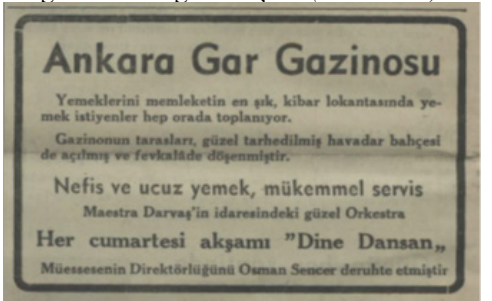 Ankara Gar Gazinosu
Yemeklerini memleketin en şık, kibar lokantasında ye-
mek istiyenler hep orada toplanıyor.
Gazinonun tarasları, güzel tarhedilmiş havadar bahçesi
de açılmış ve fevkalâde döşenmiştir.
Nefis ve ucuz yemek, mükemmel servis
Maestra Darvaş'in idaresindeki güzel Orkestra
Her cumartesi akşamı "Dine Dansan„
Müessesenin Direktörlüğünü Osman Sencer deruhte etmiştir